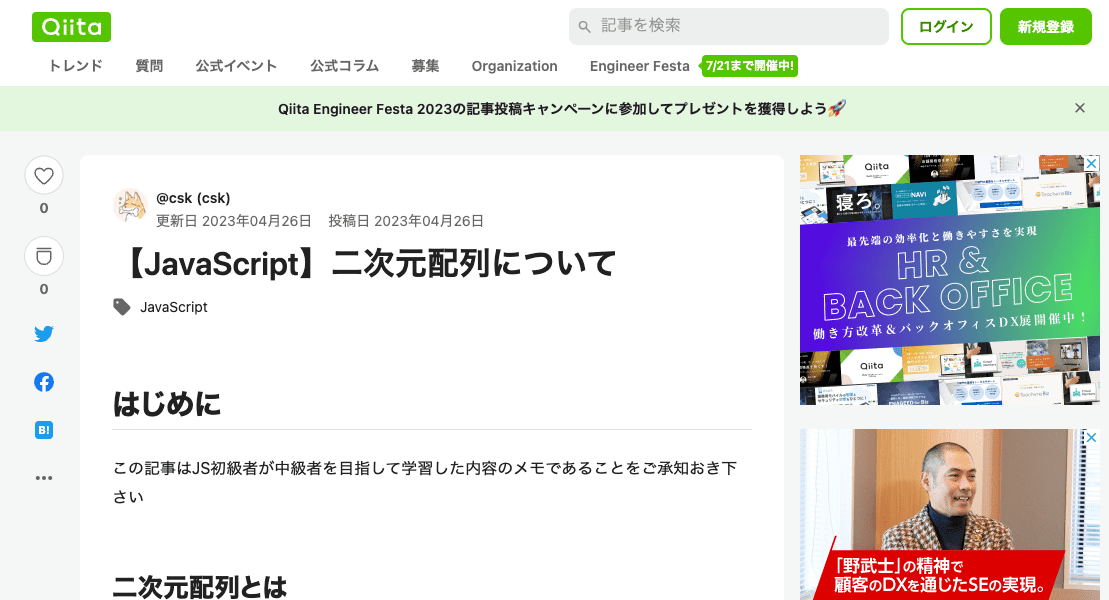 Qiita
記事を検索
ログイン
新規登録
トレンド
質問
公式イベント
公式コラム
募集
Organization
Engineer Festa
7/21まで開催中!
Qiita Engineer Festa 2023の記事投稿キャンペーンに参加してプレゼントを獲得しよう🚀
0
0
B!
@csk (csk)
更新日 2023年04月26日 投稿日 2023年04月26日
【JavaScript】二次元配列について
JavaScript
はじめに
この記事はJS初級者が中級者を目指して学習した内容のメモであることをご承知おき下
さい
二次元配列とは
Qiita
寝ろ。
NAVI
最先端の効率化と働きやすさを実現
HR &
BACK OFFICE
働き方改革＆バックオフィスDX展開催中！
Qiita
「野武士」の精神で
顧客のDXを通じたSEの実現。